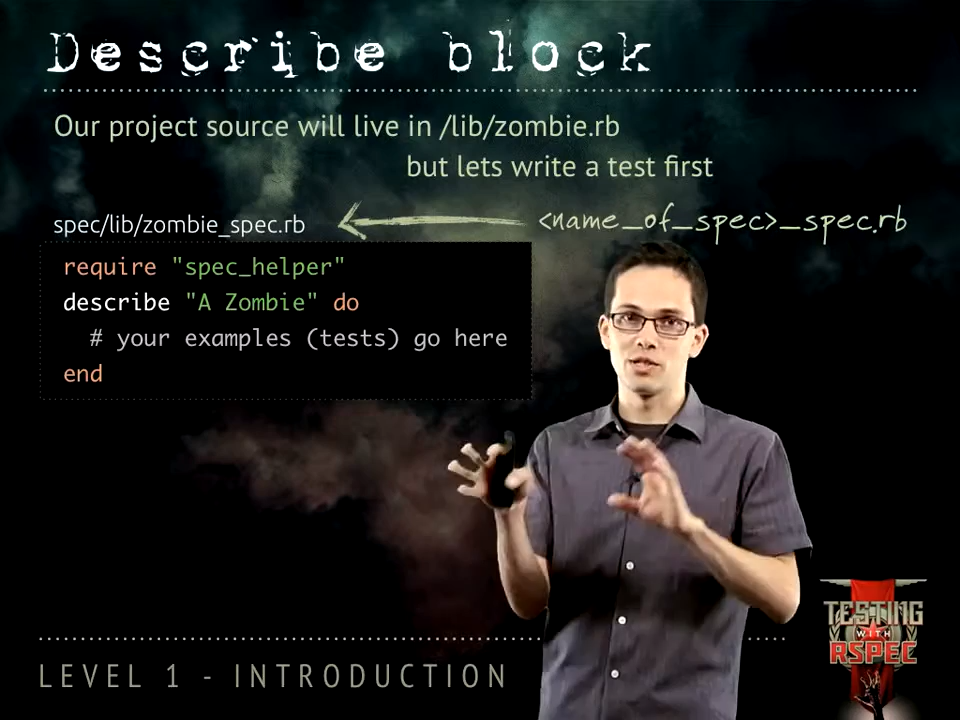 Describe block
Our project source will live in /lib/zombie.rb
but lets write a test first
spec/lib/zombie_spec.rb
<name_of_spec>_spec.rb
require "spec_helper"
describe "A Zombie" do
# your examples (tests) go here
end
LEVEL 1 - INTRODUCTION
TESTING
WITH
RSPEC